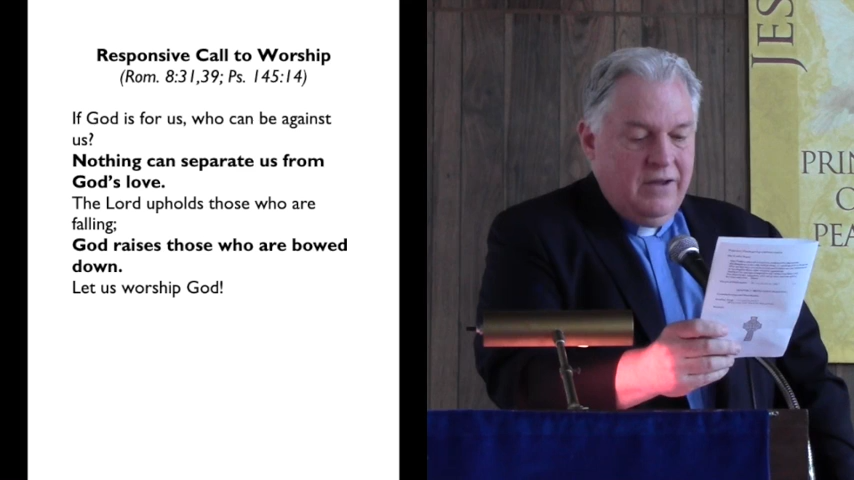 Responsive Call to Worship
(Rom. 8:31,39; Ps. 145:14)
If God is for us, who can be against
us?
Nothing can separate us from
God's love.
The Lord upholds those who are
falling;
God raises those who are bowed
down.
Let us worship God!
JES
PRIN
PEA